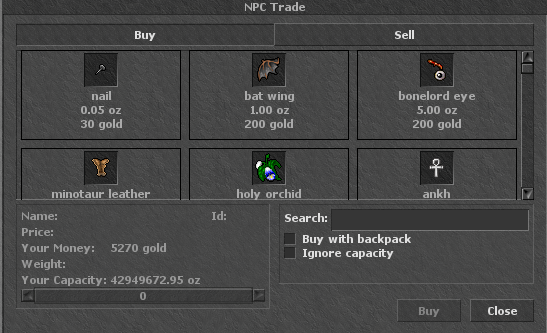 NPC Trade
Buy
Sell
nail
0.05 oz
30 gold
bat wing
1.00 oz
200 gold
bonelord eye
5.00 oz
200 gold
minotaur leather
holy orchid
ankh
Name:
Id:
Price:
Your Money: 5270 gold
Weight:
Your Capacity: 42949672.95 oz
0
Search:
Buy with backpack
Ignore capacity
Buy
Close